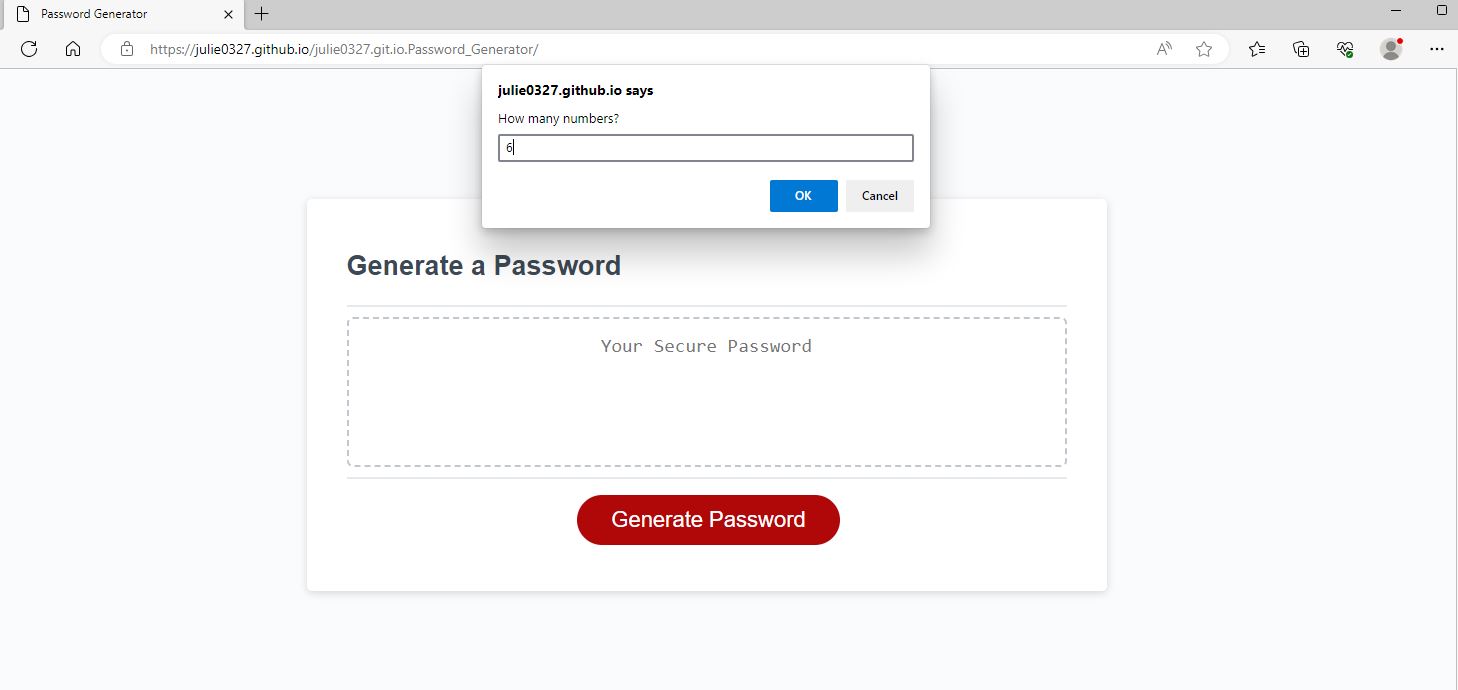 Password Generator
https://julie0327.github.io/julie0327.git.io.Password_Generator/
julie0327.github.io says
How many numbers?
6
OK Cancel
Generate a Password
Your Secure Password
Generate Password